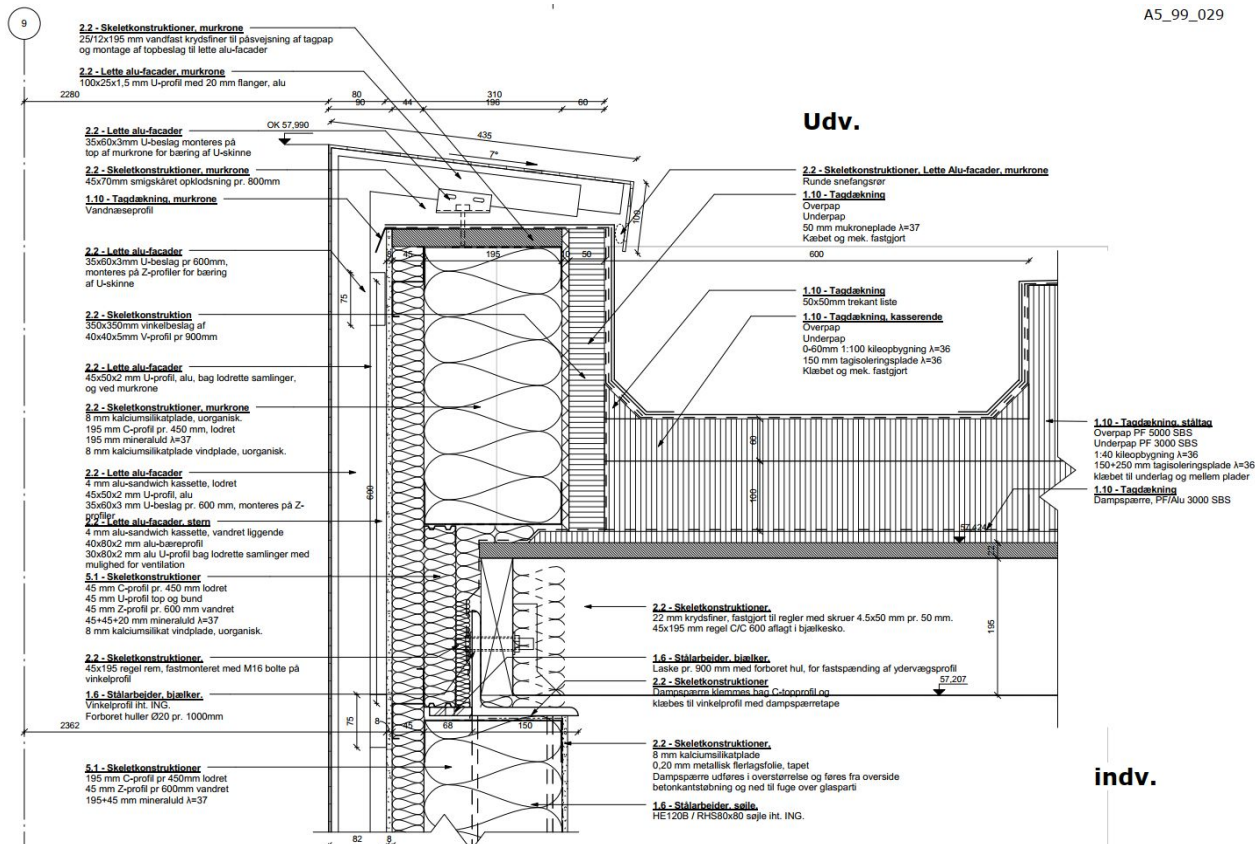 A5_99_029
9
2.2 - Skeletkonstruktioner, murkrone
25/12x195 mm vandfast krydsfiner til påsvejsning af tagpap
og montage af topbeslag til lette alu-facader
2.2 - Lette alu-facader, murkrone
100x25x1,5 mm U-profil med 20 mm flanger, alu
2280
80
90
44
310
196
60
OK 57,990
435
7°
100
2.2 - Lette alu-facader
35x60x3mm U-beslag monteres på
top af murkrone for bæring af U-skinne
2.2 - Skeletkonstruktioner, murkrone
45x70mm smigskåret opklodsning pr. 800mm
1.10 - Tagdækning, murkrone
Vandnæseprofil
2.2 - Lette alu-facader
35x60x3mm U-beslag pr 600mm,
monteres på Z-profiler for bæring
af U-skinne
2.2 - Skeletkonstruktion
350x350mm vinkelbeslag af
40x40x5mm V-profil pr 900mm
2.2 - Lette alu-facader
45x50x2 mm U-profil, alu, bag lodrette samlinger,
og ved murkrone
2.2 - Skeletkonstruktioner, murkrone
8 mm kalciumsilikatplade, uorganisk.
195 mm C-profil pr. 450 mm, lodret
195 mm mineraluld λ=37
8 mm kalciumsilikatplade vindplade, uorganisk.
2.2 - Lette alu-facader
4 mm alu-sandwich kassette, lodret
45x50x2 mm U-profil, alu
35x60x3 mm U-beslag pr. 600 mm, monteres på Z-
profiler
2.2 - Lette alu-facader, stern
4 mm alu-sandwich kassette, vandret liggende
40x80x2 mm alu-bæreprofil
30x80x2 mm alu U-profil bag lodrette samlinger med
mulighed for ventilation
5.1 - Skeletkonstruktioner
45 mm C-profil pr. 450 mm lodret
45 mm U-profil top og bund
45 mm Z-profil pr. 600 mm vandret
45+45+20 mm mineraluld λ=37
8 mm kalciumsilikat vindplade, uorganisk.
2.2 - Skeletkonstruktioner,
45x195 regel rem, fastmonteret med M16 bolte på
vinkelprofil
1.6 - Stålarbejder, bjælker.
Vinkelprofil iht. ING.
Forboret huller Ø20 pr. 1000mm
2362
5.1 - Skeletkonstruktioner
195 mm C-profil pr 450mm lodret
45 mm Z-profil pr 600mm vandret
195+45 mm mineraluld λ=37
75
600
75
8
45
195
10
50
600
8
45
68
150
82
8
Udv.
2.2 - Skeletkonstruktioner, Lette Alu-facader, murkrone
Runde snefangsrør
1.10 - Tagdækning
Overpap
Underpap
50 mm mukroneplade λ=37
Kæbet og mek. fastgjort
1.10 - Tagdækning
50x50mm trekant liste
1.10 - Tagdækning, kasserende
Overpap
Underpap
0-60mm 1:100 kileopbygning λ=36
150 mm tagisoleringsplade λ=36
Klæbet og mek. fastgjort
60
100
1.10 - Tagdækning, ståltag
Overpap PF 5000 SBS
Underpap PF 3000 SBS
1:40 kileopbygning λ=36
150+250 mm tagisoleringsplade λ=36
klæbet til underlag og mellem plader
1.10 - Tagdækning
Dampspærre, PF/Alu 3000 SBS
57,424
22
195
2.2 - Skeletkonstruktioner,
22 mm krydsfiner, fastgjort til regler med skruer 4.5x50 mm pr. 50 mm.
45x195 mm regel C/C 600 aflagt i bjælkesko.
1.6 - Stålarbejder, bjælker.
Laske pr. 900 mm med forboret hul, for fastspænding af ydervægsprofil
2.2 - Skeletkonstruktioner
Dampspærre klemmes bag C-topprofil og
klæbes til vinkelprofil med dampspærretape
57,207
2.2 - Skeletkonstruktioner,
8 mm kalciumsilikatplade
0,20 mm metallisk flerlagsfolie, tapet
Dampspærre udføres i overstørrelse og føres fra overside
betonkantstøbning og ned til fuge over glasparti
1.6 - Stålarbejder, søjle,
HE120B / RHS80x80 søjle iht. ING.
indv.